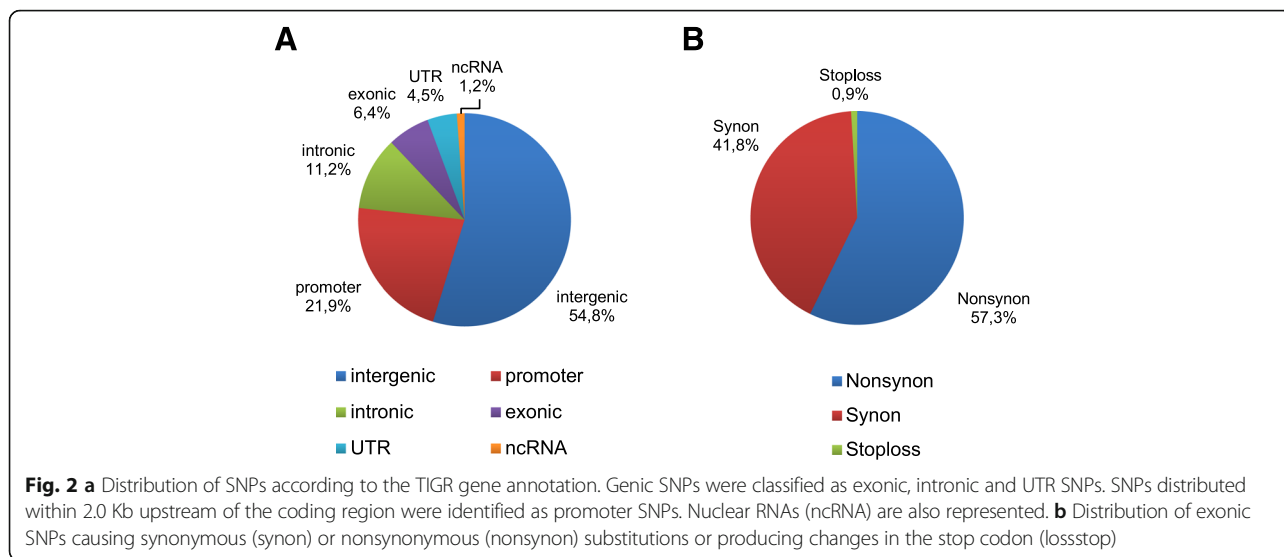 A
B
ncRNA
1,2%
UTR
4,5%
exonic
6,4%
intronic
11,2%
promoter
21,9%
intergenic
54,8%
Stoploss
0,9%
Synon
41,8%
Nonsynon
57,3%
intergenic
promoter
intronic
exonic
UTR
ncRNA
Nonsynon
Synon
Stoploss
Fig. 2 a Distribution of SNPs according to the TIGR gene annotation. Genic SNPs were classified as exonic, intronic and UTR SNPs. SNPs distributed
within 2.0 Kb upstream of the coding region were identified as promoter SNPs. Nuclear RNAs (ncRNA) are also represented. b Distribution of exonic
SNPs causing synonymous (synon) or nonsynonymous (nonsynon) substitutions or producing changes in the stop codon (lossstop)